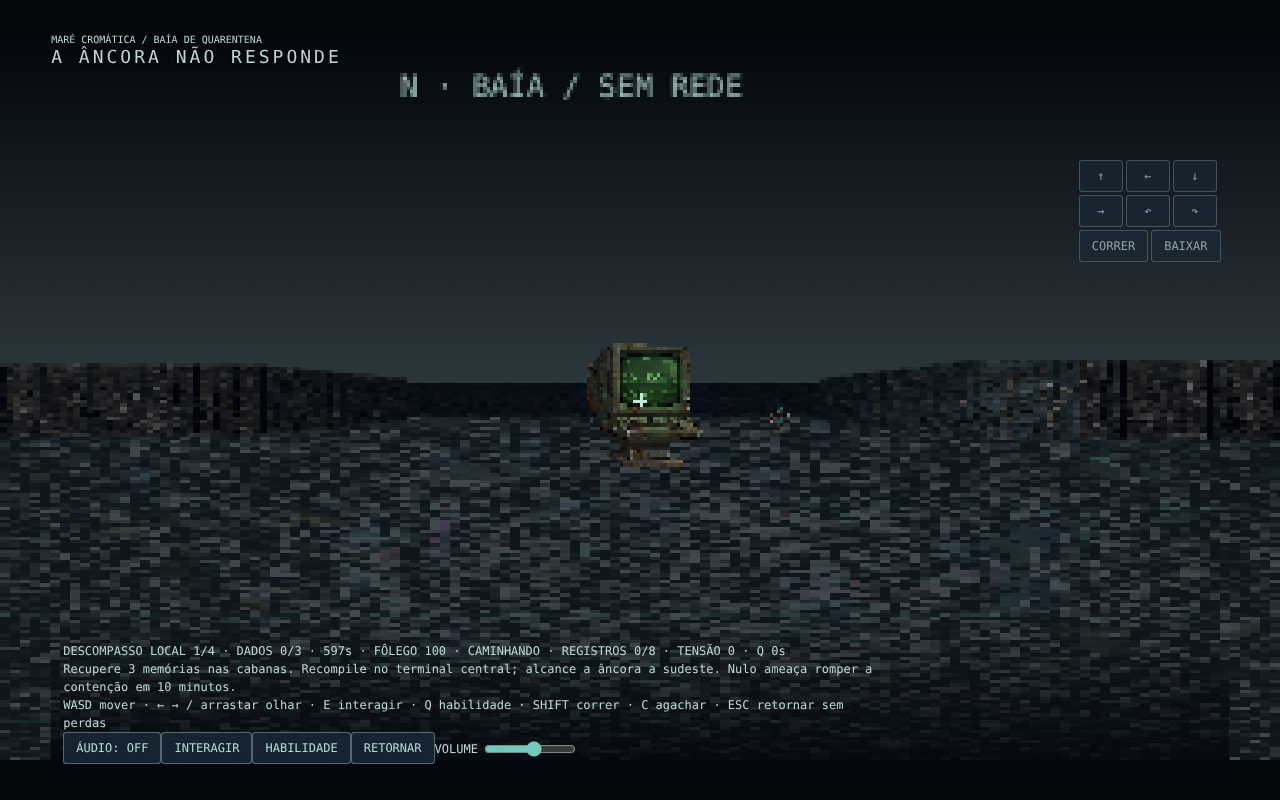 MARÉ CROMÁTICA / BAÍA DE QUARENTENA
A ÂNCORA NÃO RESPONDE
N · BAÍA / SEM REDE
↑ ← ↓
→ ↶ ↷
CORRER BAIXAR
DESCOMPASSO LOCAL 1/4 · DADOS 0/3 · 597s · FÔLEGO 100 · CAMINHANDO · REGISTROS 0/8 · TENSÃO 0 · Q 0s
Recupere 3 memórias nas cabanas. Recompile no terminal central; alcance a âncora a sudeste. Nulo ameaça romper a
contenção em 10 minutos.
WASD mover · ← → / arrastar olhar · E interagir · Q habilidade · SHIFT correr · C agachar · ESC retornar sem
perdas
ÁUDIO: OFF INTERAGIR HABILIDADE RETORNAR VOLUME